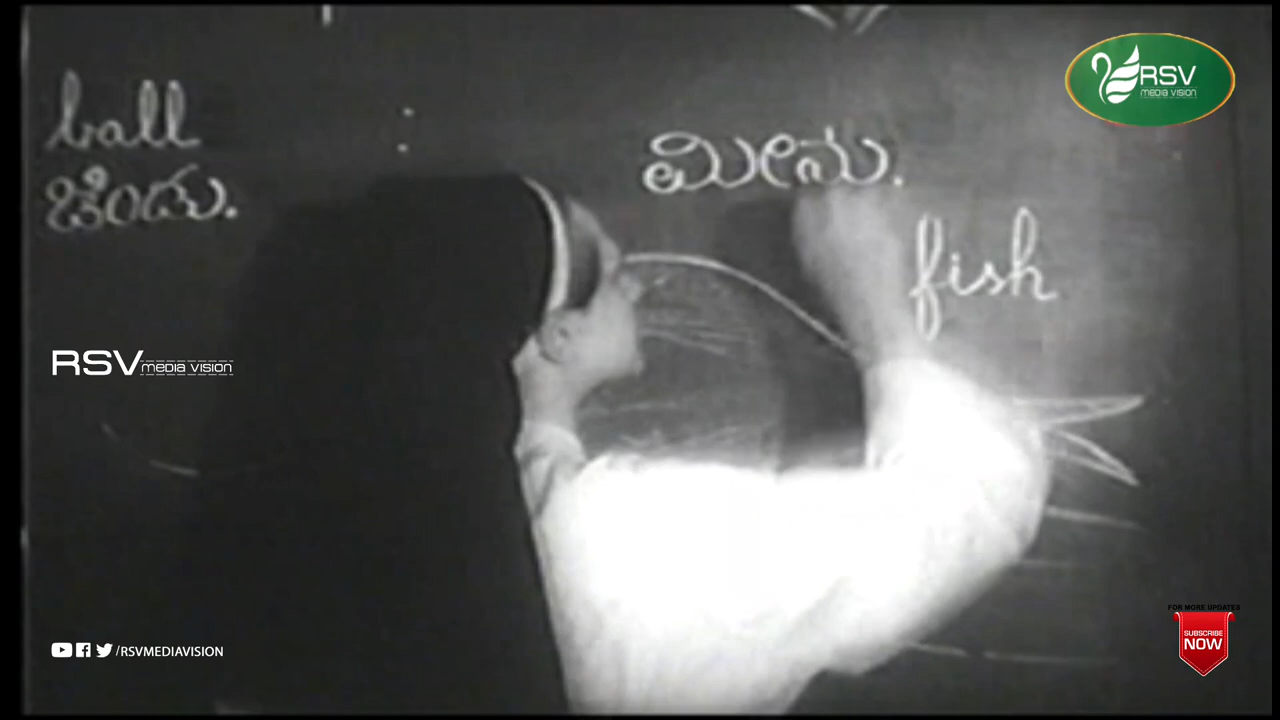 ball
ಚೆಂಡು.
ಮೀನು.
fish
RSV
MEDIA VISION
RSV MEDIA VISION
/RSVMEDIAVISION
FOR MORE UPDATES
SUBSCRIBE
NOW